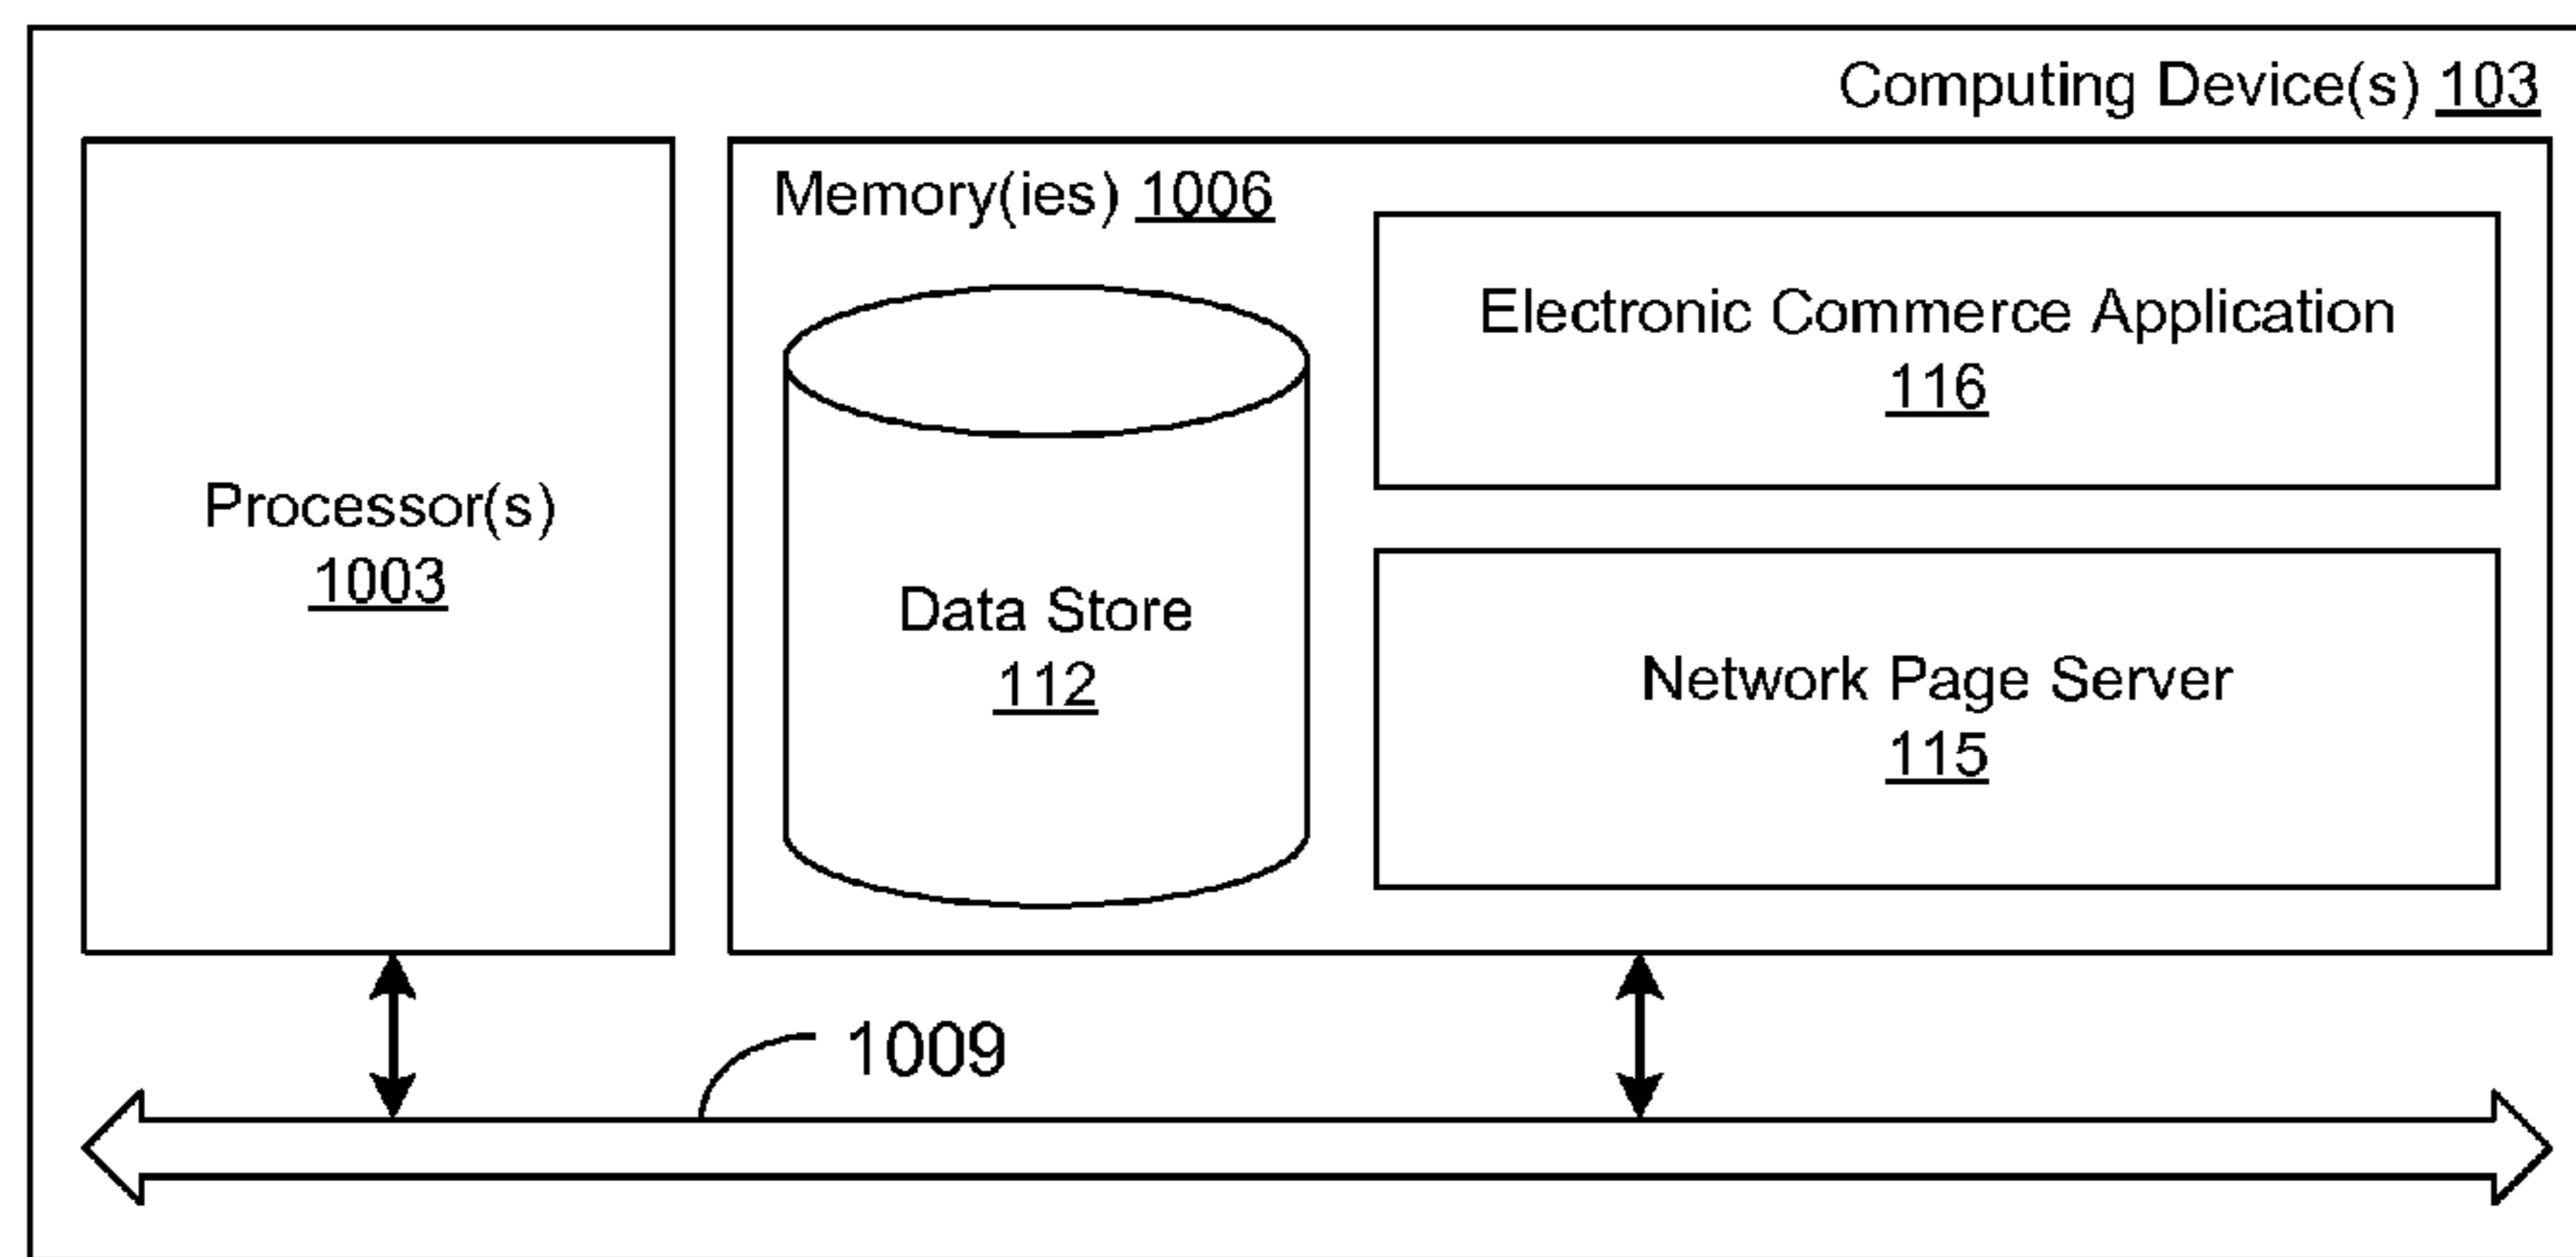 Computing Device(s) 103
Processor(s)
1003
Memory(ies) 1006
Data Store
112
Electronic Commerce Application
116
Network Page Server
115
1009